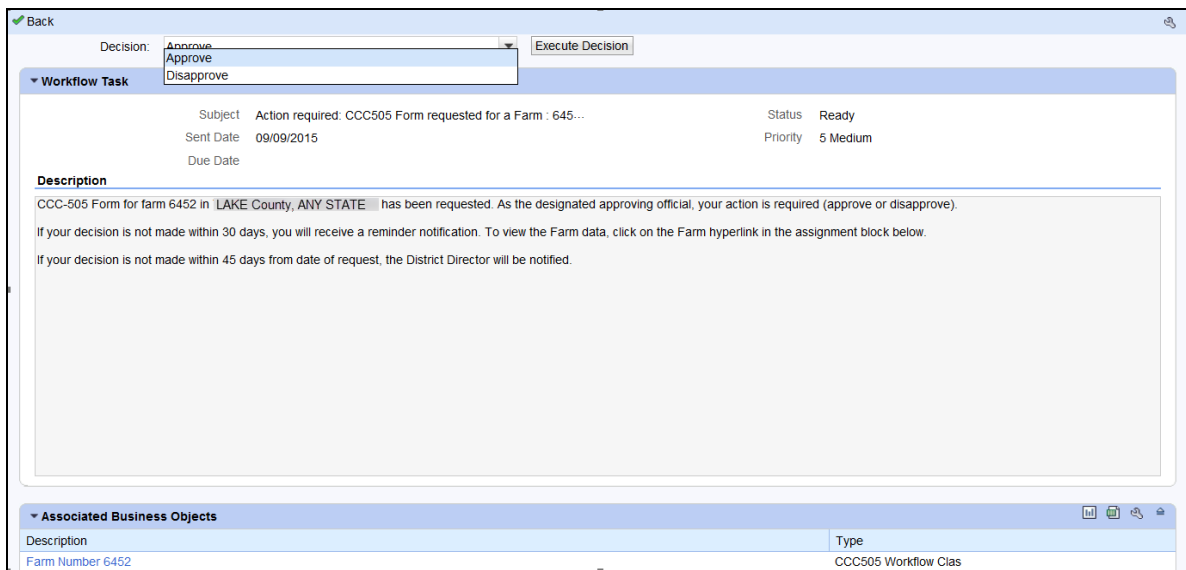 Back
Decision: Approve Execute Decision
Approve
Disapprove
Workflow Task
Subject Action required: CCC505 Form requested for a Farm : 645... Status Ready
Sent Date 09/09/2015 Priority 5 Medium
Due Date
Description
CCC-505 Form for farm 6452 in LAKE County, ANY STATE has been requested. As the designated approving official, your action is required (approve or disapprove).
If your decision is not made within 30 days, you will receive a reminder notification. To view the Farm data, click on the Farm hyperlink in the assignment block below.
If your decision is not made within 45 days from date of request, the District Director will be notified.
Associated Business Objects
Description Type
Farm Number 6452 CCC505 Workflow Clas